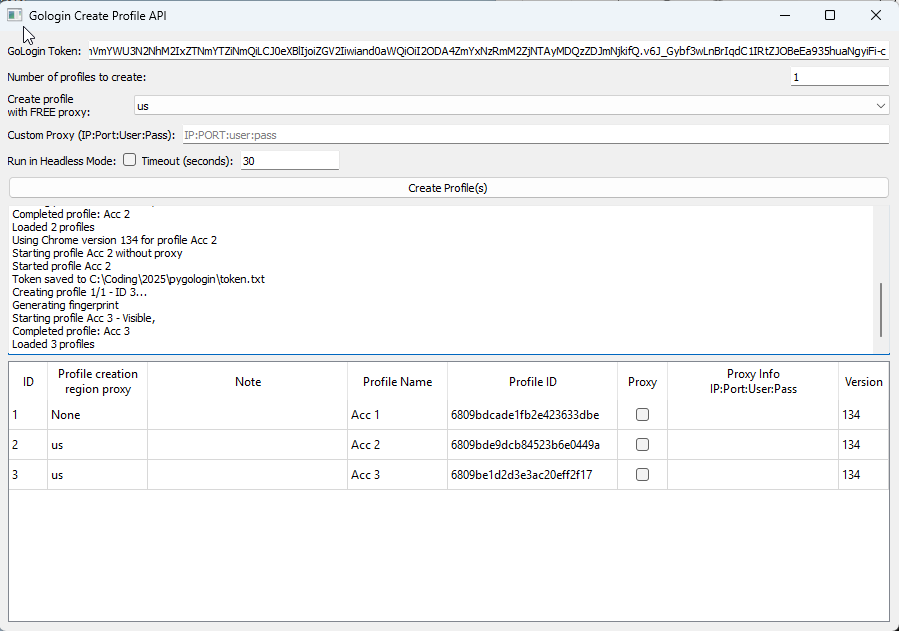 Gologin Create Profile API
GoLogin Token:
Number of profiles to create: 1
Create profile
with FREE proxy: us
Custom Proxy (IP:Port:User:Pass): IP:PORT:user:pass
Run in Headless Mode: Timeout (seconds): 30
Create Profile(s)
Completed profile: Acc 2
Loaded 2 profiles
Using Chrome version 134 for profile Acc 2
Starting profile Acc 2 without proxy
Started profile Acc 2
Token saved to C:\Coding\2025\pygologin\token.txt
Creating profile 1/1 - ID 3...
Generating fingerprint
Starting profile Acc 3 - Visible,
Completed profile: Acc 3
Loaded 3 profiles
ID Profile creation region proxy Note Profile Name Profile ID Proxy Proxy Info IP:Port:User:Pass Version
1 None Acc 1 6809bdcade1fb2e423633dbe 134
2 us Acc 2 6809bde9dcb84523b6e0449a 134
3 us Acc 3 6809be1d2d3e3ac20eff2f17 134